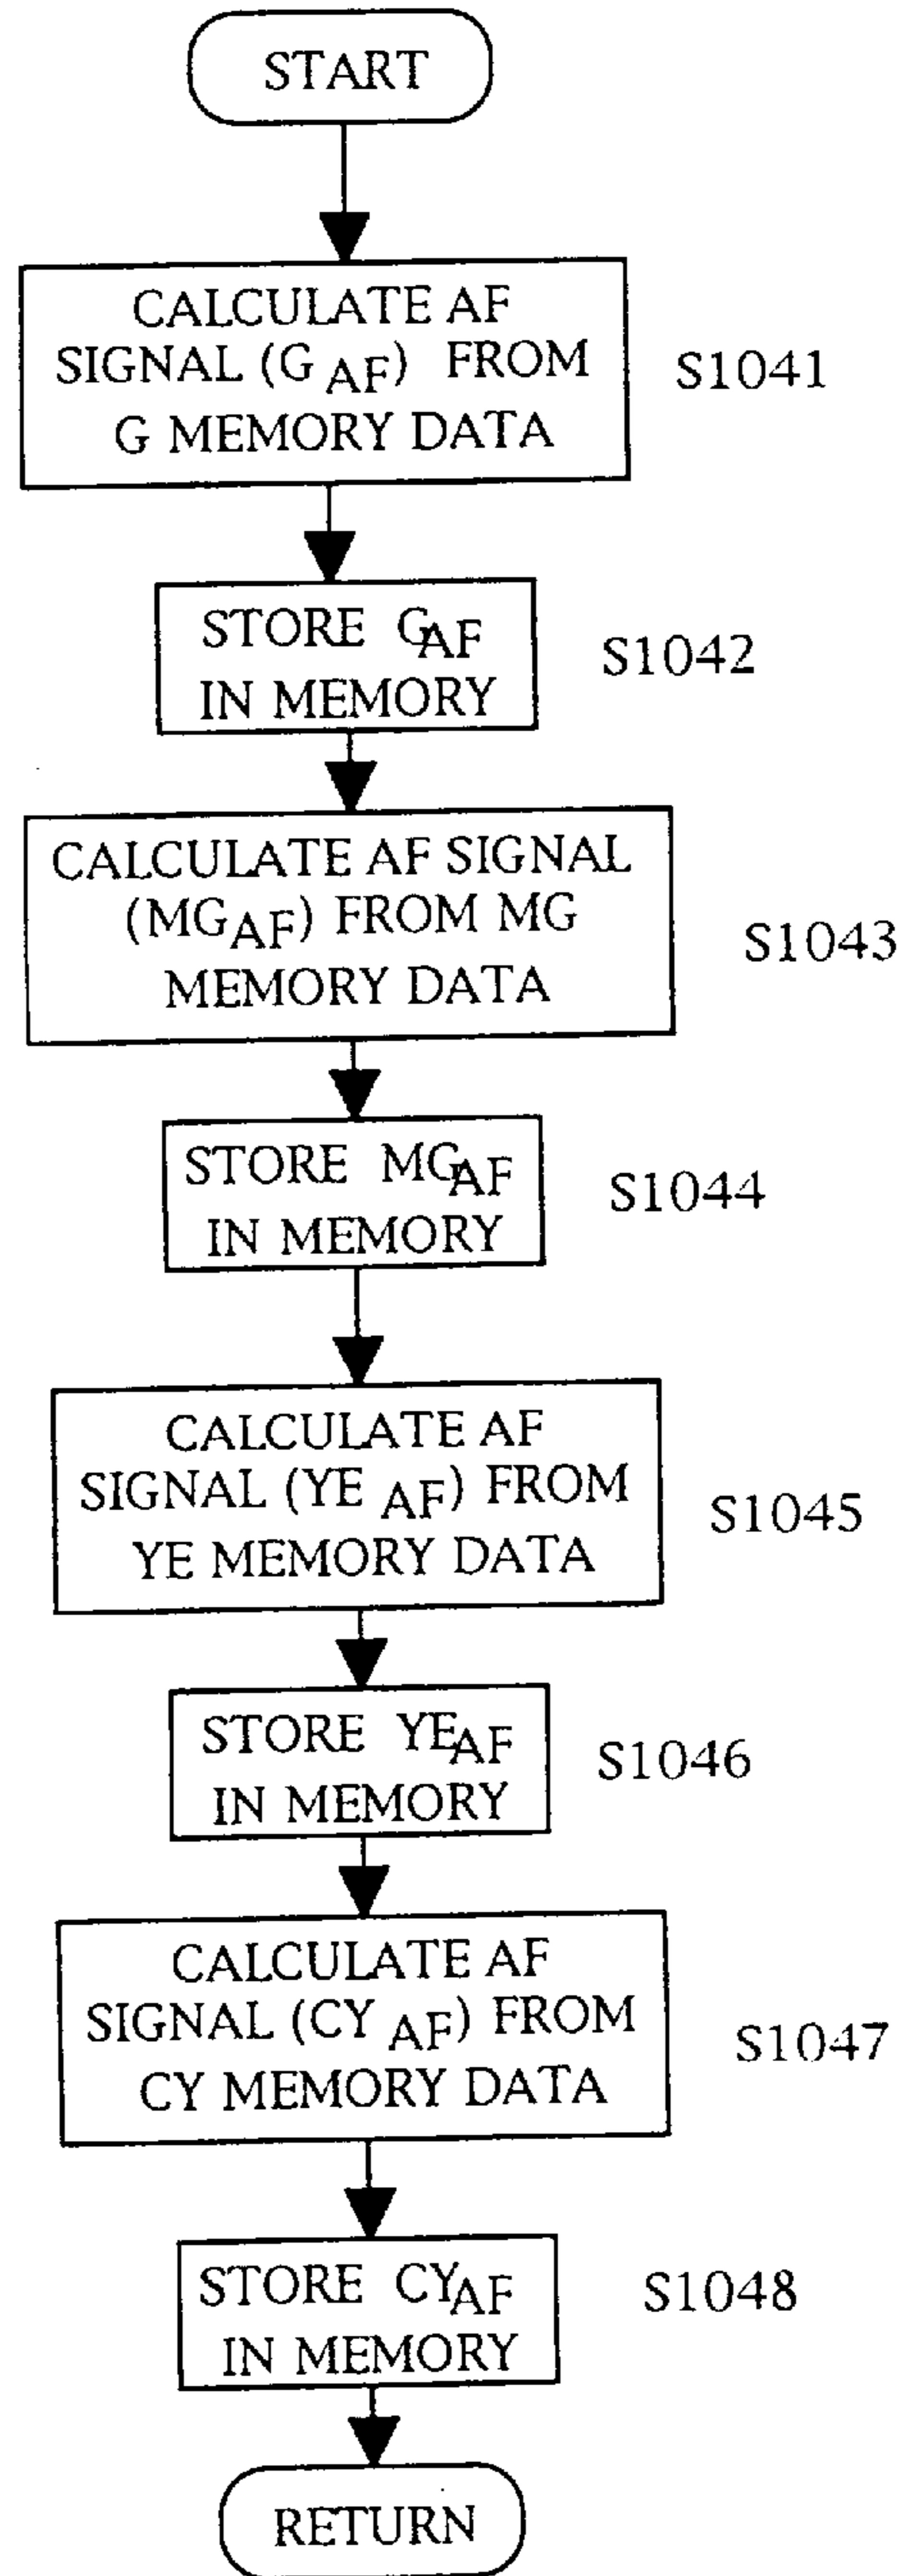 START
CALCULATE AF
SIGNAL (G AF) FROM
G MEMORY DATA
S1041
STORE GAF
IN MEMORY
S1042
CALCULATE AF SIGNAL
(MGAF) FROM MG
MEMORY DATA
S1043
STORE MGAF
IN MEMORY
S1044
CALCULATE AF
SIGNAL (YE AF) FROM
YE MEMORY DATA
S1045
STORE YEAF
IN MEMORY
S1046
CALCULATE AF
SIGNAL (CY AF) FROM
CY MEMORY DATA
S1047
STORE CYAF
IN MEMORY
S1048
RETURN